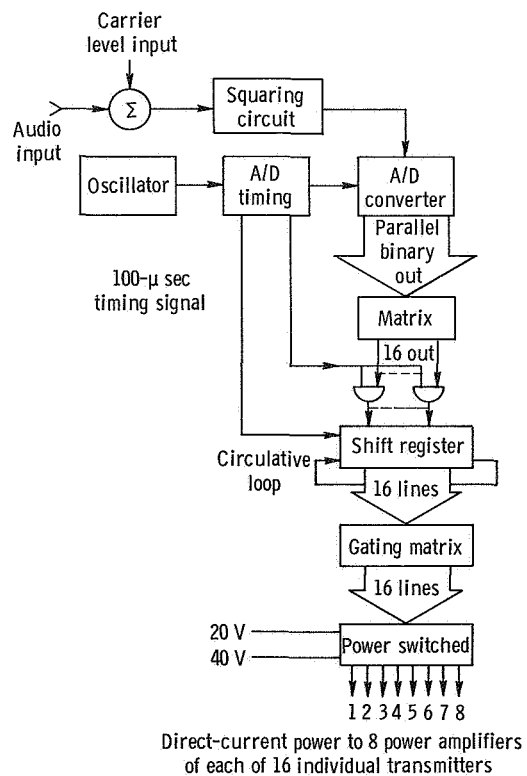 Carrier
level input
Σ
Audio
input
Squaring
circuit
Oscillator
A/D
timing
A/D
converter
Parallel
binary
out
100-μ sec
timing signal
Matrix
16 out
Shift register
Circulative
loop
16 lines
Gating matrix
16 lines
20 V
40 V
Power switched
1 2 3 4 5 6 7 8
Direct-current power to 8 power amplifiers
of each of 16 individual transmitters